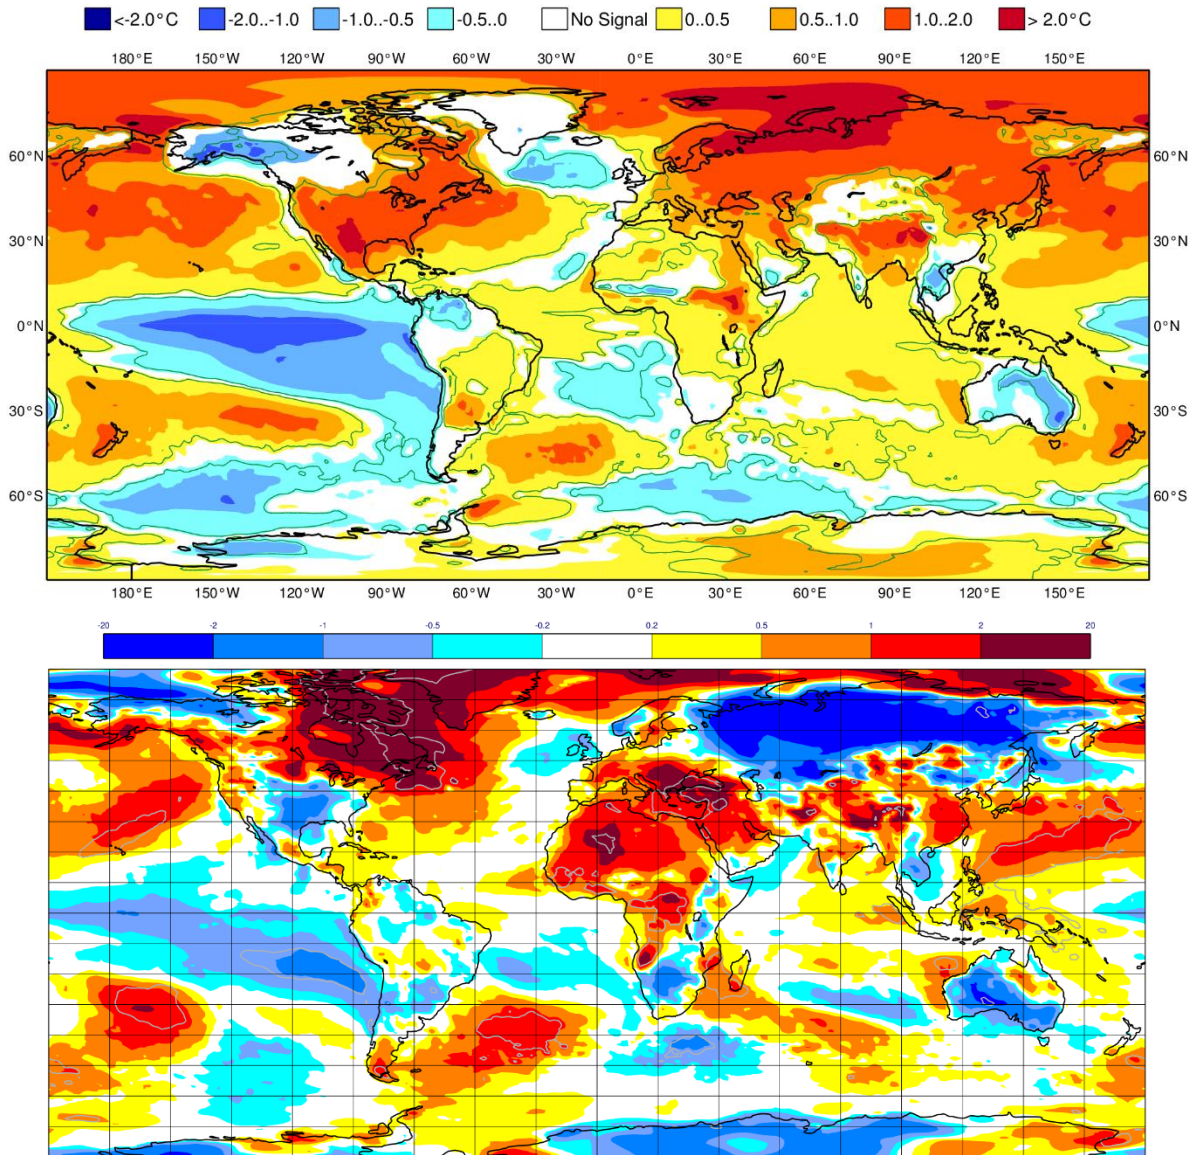 <-2.0°C -2.0..-1.0 -1.0..-0.5 -0.5..0 No Signal 0..0.5 0.5..1.0 1.0..2.0 > 2.0°C
180°E 150°W 120°W 90°W 60°W 30°W 0°E 30°E 60°E 90°E 120°E 150°E
60°N 60°N
30°N 30°N
0°N 0°N
30°S 30°S
60°S 60°S
180°E 150°W 120°W 90°W 60°W 30°W 0°E 30°E 60°E 90°E 120°E 150°E
-20 -2 -1 -0.5 -0.2 0.2 0.5 1 2 20